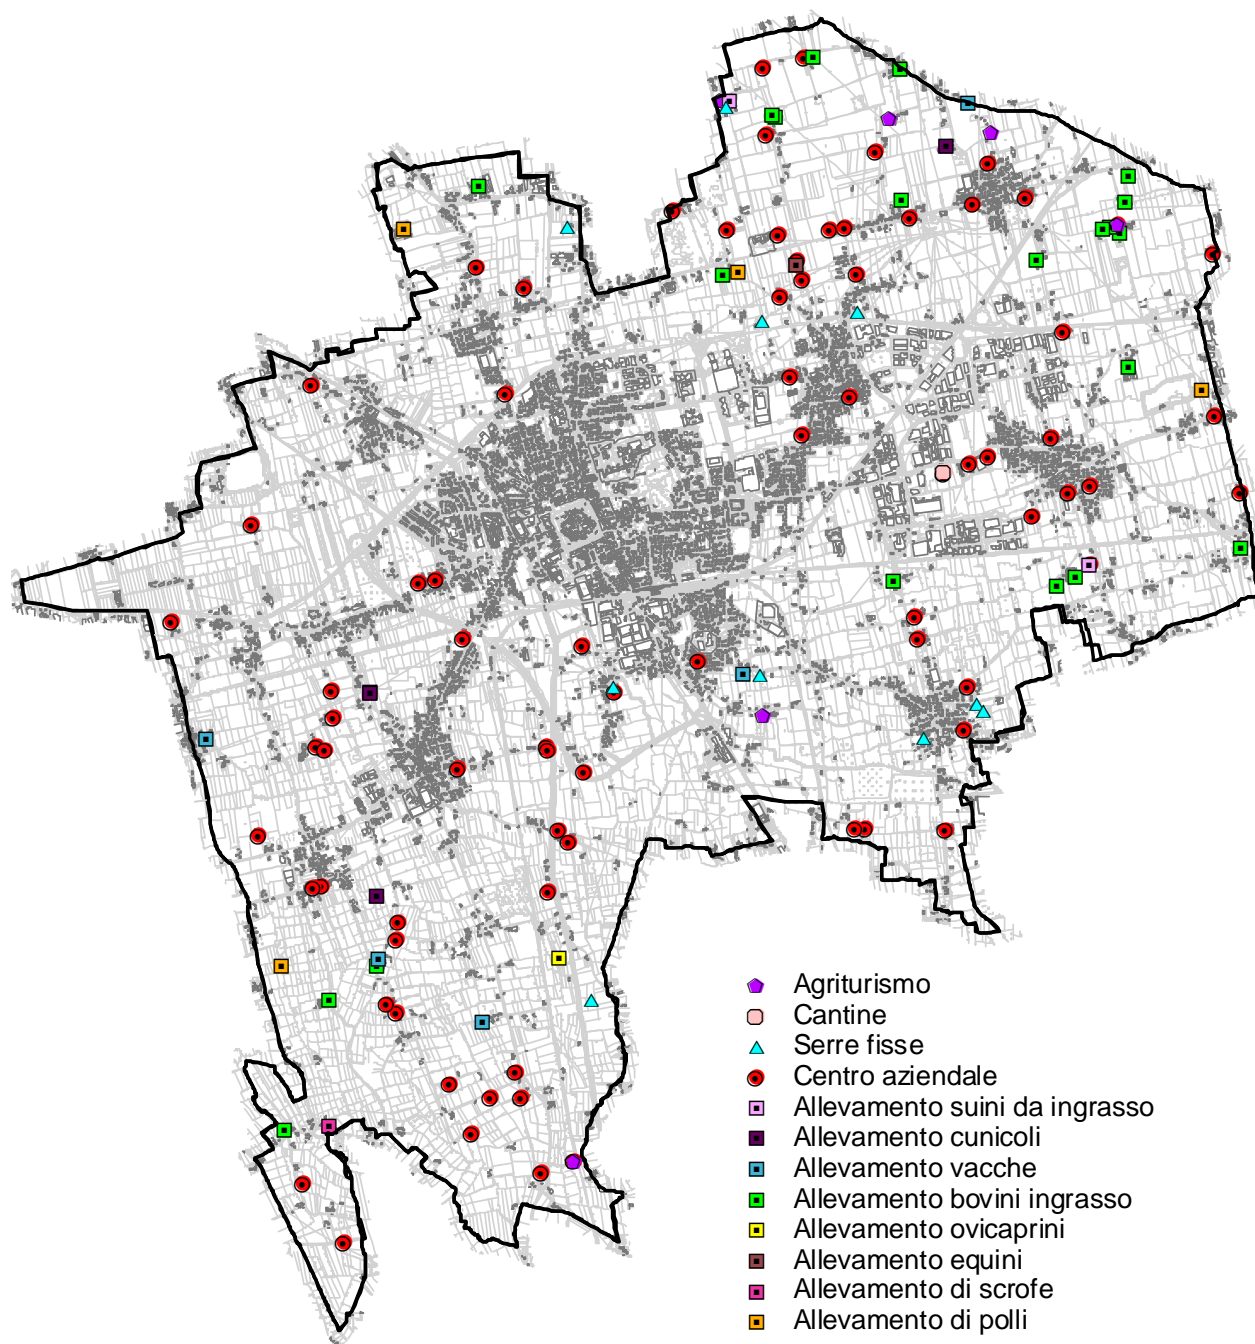 Agriturismo
Cantine
Serre fisse
Centro aziendale
Allevamento suini da ingrasso
Allevamento cunicoli
Allevamento vacche
Allevamento bovini ingrasso
Allevamento ovicaprini
Allevamento equini
Allevamento di scrofe
Allevamento di polli